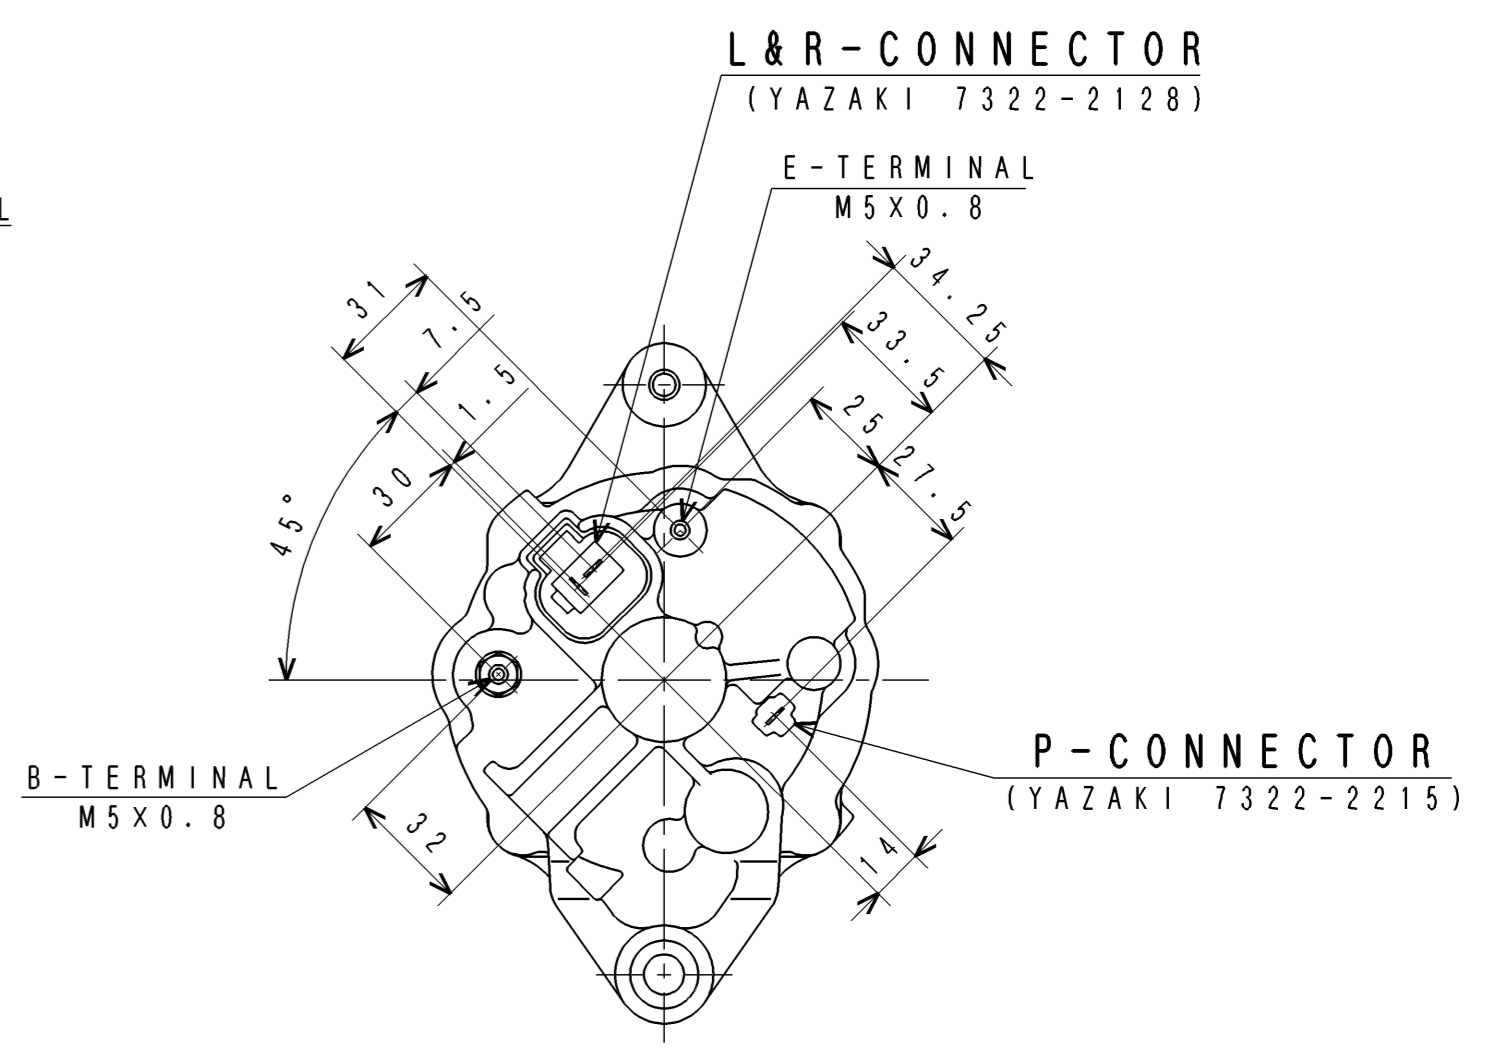 L&R-CONNECTOR
(YAZAKI 7322-2128)
E-TERMINAL
M5X0.8
L
34.25
31
7.5
33.5
1.5
25
30
27.5
45°
B-TERMINAL
M5X0.8
P-CONNECTOR
(YAZAKI 7322-2215)
32
14